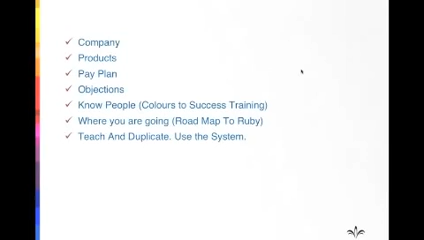 Company
Products
Pay Plan
Objections
Know People (Colours to Success Training)
Where you are going (Road Map To Ruby)
Teach And Duplicate. Use the System.